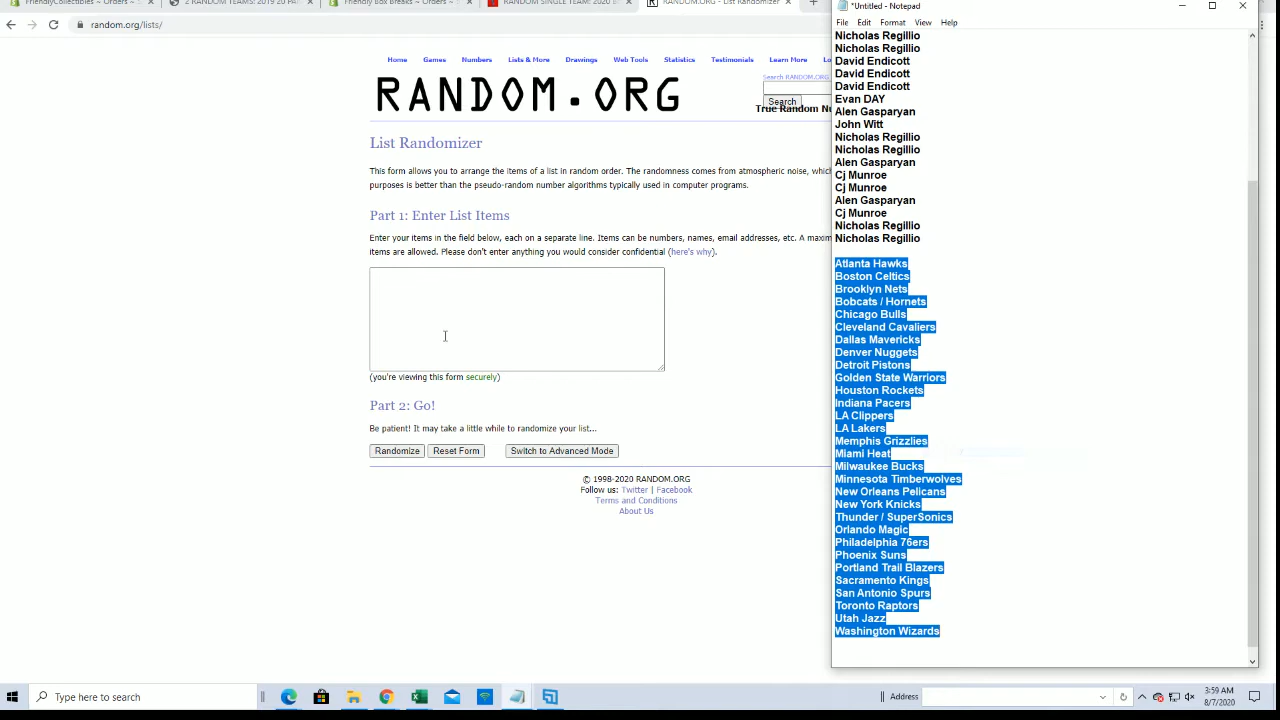 FriendlyCollectibles ~ Orders ~ S
2 RANDOM TEAMS: 2019 20 PA
Friendly Box Breaks ~ Orders ~
RANDOM SINGLE TEAM: 2020 B
RANDOM.ORG - List Randomizer
random.org/lists/
Home Games Numbers Lists & More Drawings Web Tools Statistics Testimonials Learn More Lo
Search RANDOM.ORG
RANDOM.ORG
Search
True Random Nu
List Randomizer
This form allows you to arrange the items of a list in random order. The randomness comes from atmospheric noise, whic
purposes is better than the pseudo-random number algorithms typically used in computer programs.
Part 1: Enter List Items
Enter your items in the field below, each on a separate line. Items can be numbers, names, email addresses, etc. A maxim
items are allowed. Please don't enter anything you would consider confidential (here's why).
(you're viewing this form securely)
Part 2: Go!
Be patient! It may take a little while to randomize your list...
Randomize Reset Form Switch to Advanced Mode
© 1998-2020 RANDOM.ORG
Follow us: Twitter | Facebook
Terms and Conditions
About Us
*Untitled - Notepad
File Edit Format View Help
Nicholas Regillio
Nicholas Regillio
David Endicott
David Endicott
David Endicott
Evan DAY
Alen Gasparyan
John Witt
Nicholas Regillio
Nicholas Regillio
Alen Gasparyan
Cj Munroe
Cj Munroe
Alen Gasparyan
Cj Munroe
Nicholas Regillio
Nicholas Regillio
Atlanta Hawks
Boston Celtics
Brooklyn Nets
Bobcats / Hornets
Chicago Bulls
Cleveland Cavaliers
Dallas Mavericks
Denver Nuggets
Detroit Pistons
Golden State Warriors
Houston Rockets
Indiana Pacers
LA Clippers
LA Lakers
Memphis Grizzlies
Miami Heat
Milwaukee Bucks
Minnesota Timberwolves
New Orleans Pelicans
New York Knicks
Thunder / SuperSonics
Orlando Magic
Philadelphia 76ers
Phoenix Suns
Portland Trail Blazers
Sacramento Kings
San Antonio Spurs
Toronto Raptors
Utah Jazz
Washington Wizards
Type here to search
Address
3:59 AM
8/7/2020